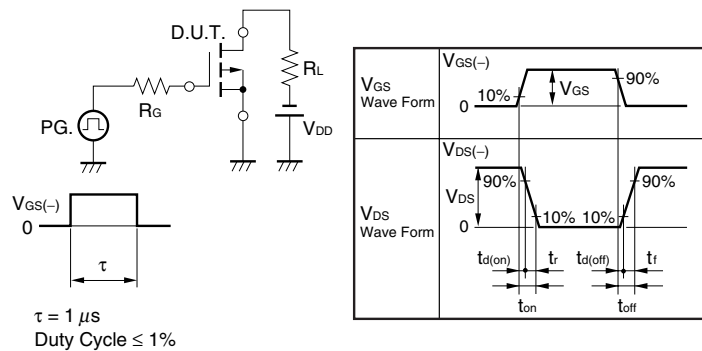 D.U.T.
RL
RG
PG.
VDD
VGS(−)
0
τ
τ = 1 μs
Duty Cycle ≤ 1%
VGS
Wave Form
VGS(−)
10%
VGS
90%
0
VDS
Wave Form
VDS(−)
90%
90%
VDS
10% 10%
0
td(on) tr td(off) tf
ton toff